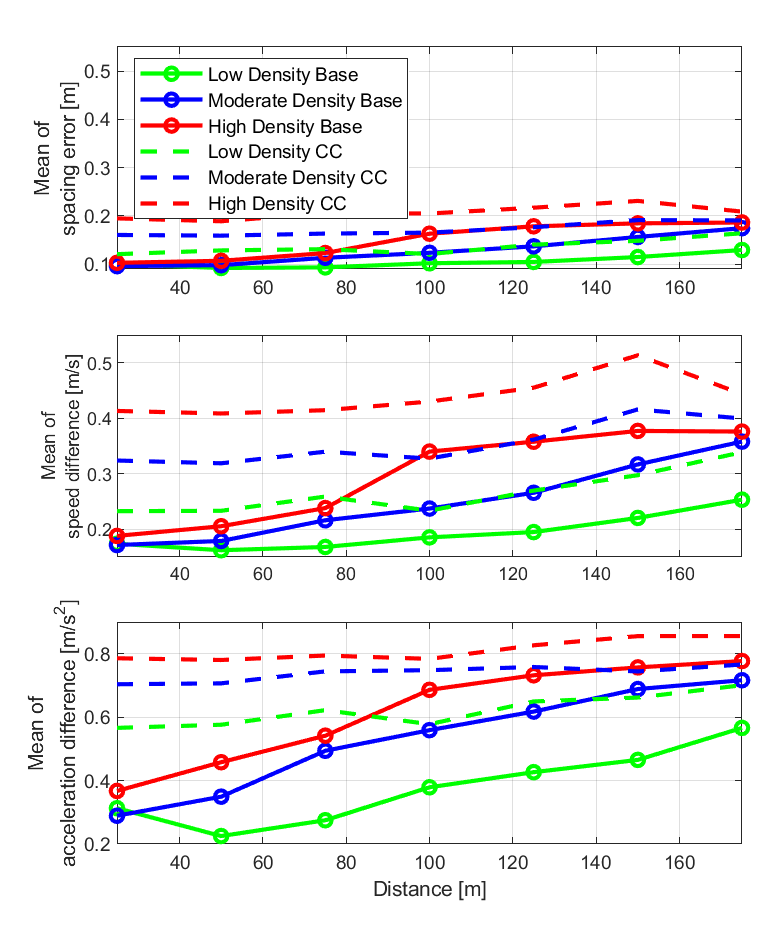 Mean of
spacing error [m]
0.5
0.4
0.3
0.2
0.1
Low Density Base
Moderate Density Base
High Density Base
Low Density CC
Moderate Density CC
High Density CC
40 60 80 100 120 140 160
Mean of
speed difference [m/s]
0.5
0.4
0.3
0.2
40 60 80 100 120 140 160
Mean of
acceleration difference [m/s²]
0.8
0.6
0.4
0.2
40 60 80 100 120 140 160
Distance [m]